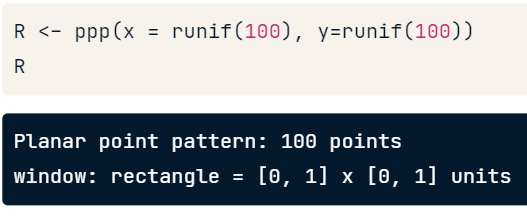 R <- ppp(x = runif(100), y=runif(100))
R
Planar point pattern: 100 points
window: rectangle = [0, 1] x [0, 1] units